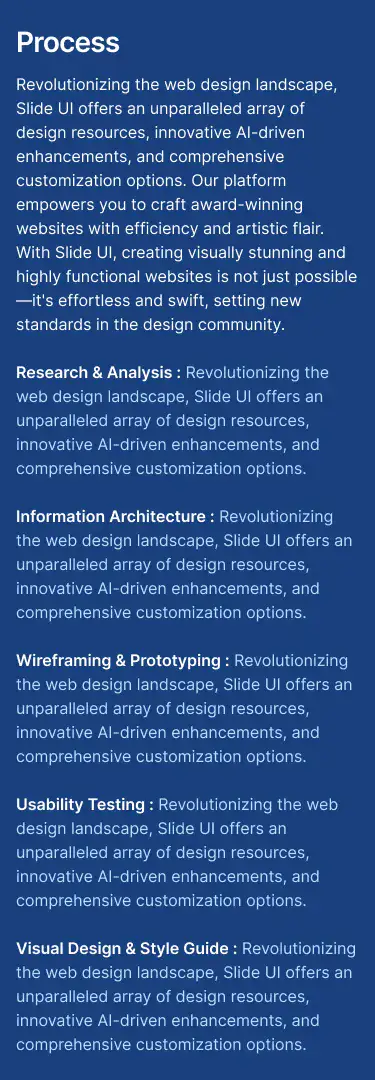 Process
Revolutionizing the web design landscape,
Slide UI offers an unparalleled array of
design resources, innovative AI-driven
enhancements, and comprehensive
customization options. Our platform
empowers you to craft award-winning
websites with efficiency and artistic flair.
With Slide UI, creating visually stunning and
highly functional websites is not just possible
—it's effortless and swift, setting new
standards in the design community.
Research & Analysis : Revolutionizing the
web design landscape, Slide UI offers an
unparalleled array of design resources,
innovative AI-driven enhancements, and
comprehensive customization options.
Information Architecture : Revolutionizing
the web design landscape, Slide UI offers an
unparalleled array of design resources,
innovative AI-driven enhancements, and
comprehensive customization options.
Wireframing & Prototyping : Revolutionizing
the web design landscape, Slide UI offers an
unparalleled array of design resources,
innovative AI-driven enhancements, and
comprehensive customization options.
Usability Testing : Revolutionizing the web
design landscape, Slide UI offers an
unparalleled array of design resources,
innovative AI-driven enhancements, and
comprehensive customization options.
Visual Design & Style Guide : Revolutionizing
the web design landscape, Slide UI offers an
unparalleled array of design resources,
innovative AI-driven enhancements, and
comprehensive customization options.